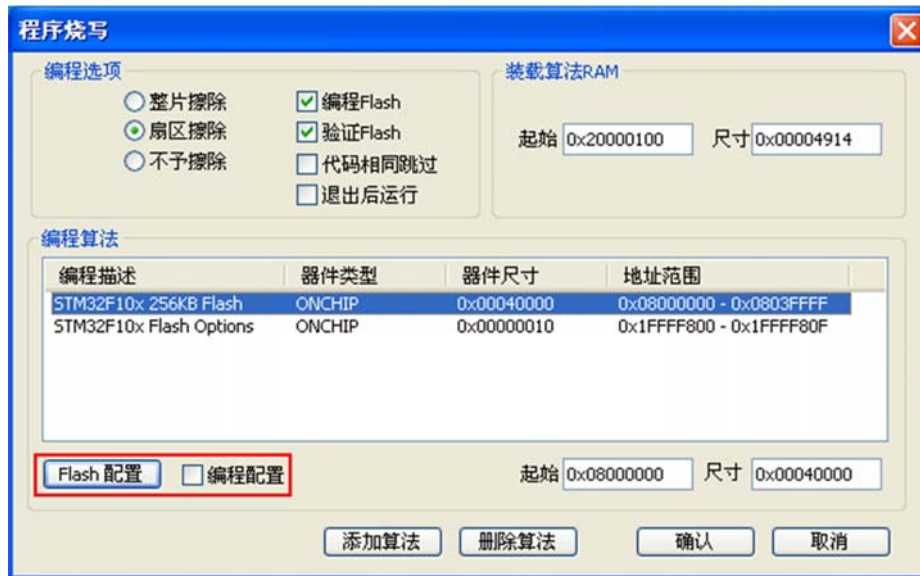 程序烧写
编程选项
整片擦除
编程Flash
扇区擦除
验证Flash
不予擦除
代码相同跳过
退出后运行
装载算法RAM
起始 0x20000100 尺寸 0x00004914
编程算法
编程描述 器件类型 器件尺寸 地址范围
STM32F10x 256KB Flash ONCHIP 0x00040000 0x08000000 - 0x0803FFFF
STM32F10x Flash Options ONCHIP 0x00000010 0x1FFFF800 - 0x1FFFF80F
Flash 配置 编程配置 起始 0x08000000 尺寸 0x00040000
添加算法 删除算法 确认 取消